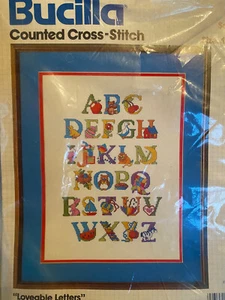 Bucilla
Counted Cross-Stitch
ABC
DEFGH
IJKLM
NOPQ
RSTUV
WXYZ
"Loveable Letters"